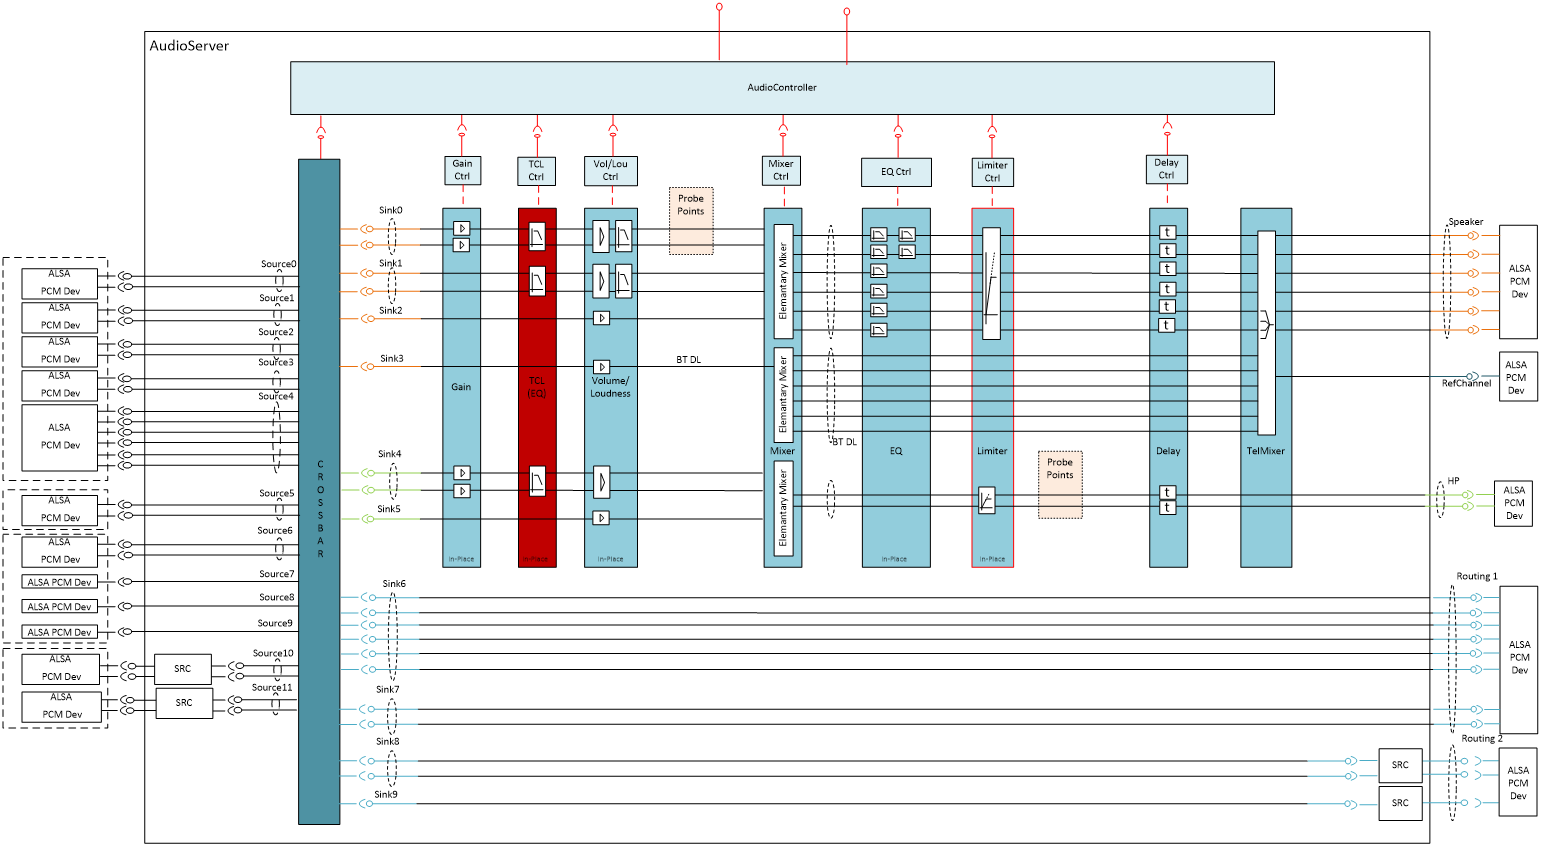 AudioServer
AudioController
Gain
Ctrl
TCL
Ctrl
Vol/Lou
Ctrl
Mixer
Ctrl
EQ Ctrl
Limiter
Ctrl
Delay
Ctrl
Probe
Points
Sink0
Sink1
Sink2
Sink3
Sink4
Sink5
Sink6
Sink7
Sink8
Sink9
Source0
Source1
Source2
Source3
Source4
Source5
Source6
Source7
Source8
Source9
Source10
Source11
ALSA
PCM Dev
ALSA
PCM Dev
ALSA
PCM Dev
ALSA
PCM Dev
ALSA
PCM Dev
ALSA
PCM Dev
ALSA
PCM Dev
ALSA PCM Dev
ALSA PCM Dev
ALSA PCM Dev
ALSA
PCM Dev
ALSA
PCM Dev
SRC
SRC
CROSSBAR
Gain
In-Place
TCL
(EQ)
In-Place
Volume/
Loudness
In-Place
BT DL
Elemantary Mixer
Elemantary Mixer
Elemantary Mixer
Mixer
BT DL
EQ
In-Place
Limiter
In-Place
Probe
Points
t
t
t
t
t
t
t
t
Delay
TelMixer
Speaker
ALSA
PCM
Dev
RefChannel
ALSA
PCM
Dev
HP
ALSA
PCM
Dev
Routing 1
ALSA
PCM
Dev
Routing 2
SRC
SRC
ALSA
PCM
Dev